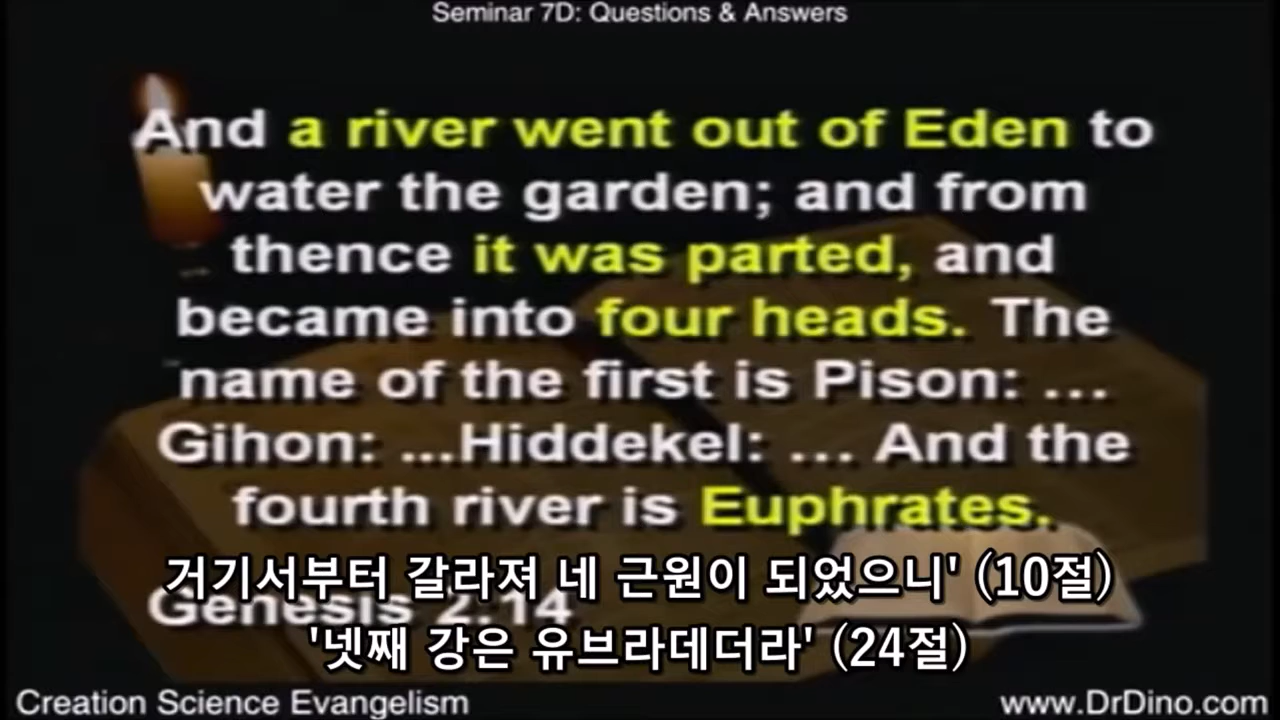 Seminar 7D: Questions & Answers
And a river went out of Eden to
water the garden; and from
thence it was parted, and
became into four heads. The
name of the first is Pison: ...
Gihon: ...Hiddekel: ... And the
fourth river is Euphrates.
거기서부터 갈라져 네 근원이 되었으니' (10절)
Genesis 2:14
'넷째 강은 유브라데더라' (24절)
Creation Science Evangelism
www.DrDino.com